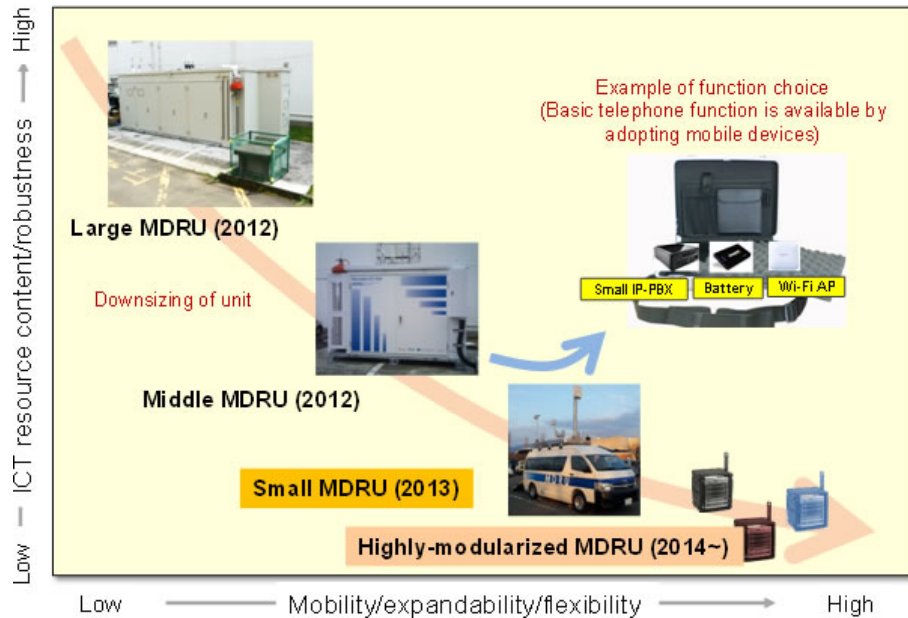 Low — ICT resource content/robustness → High
Example of function choice
(Basic telephone function is available by
adopting mobile devices)
Large MDRU (2012)
Downsizing of unit
Small IP-PBX
Battery
Wi-Fi AP
Middle MDRU (2012)
MDRU
Small MDRU (2013)
Highly-modularized MDRU (2014~)
Low
Mobility/expandability/flexibility
High